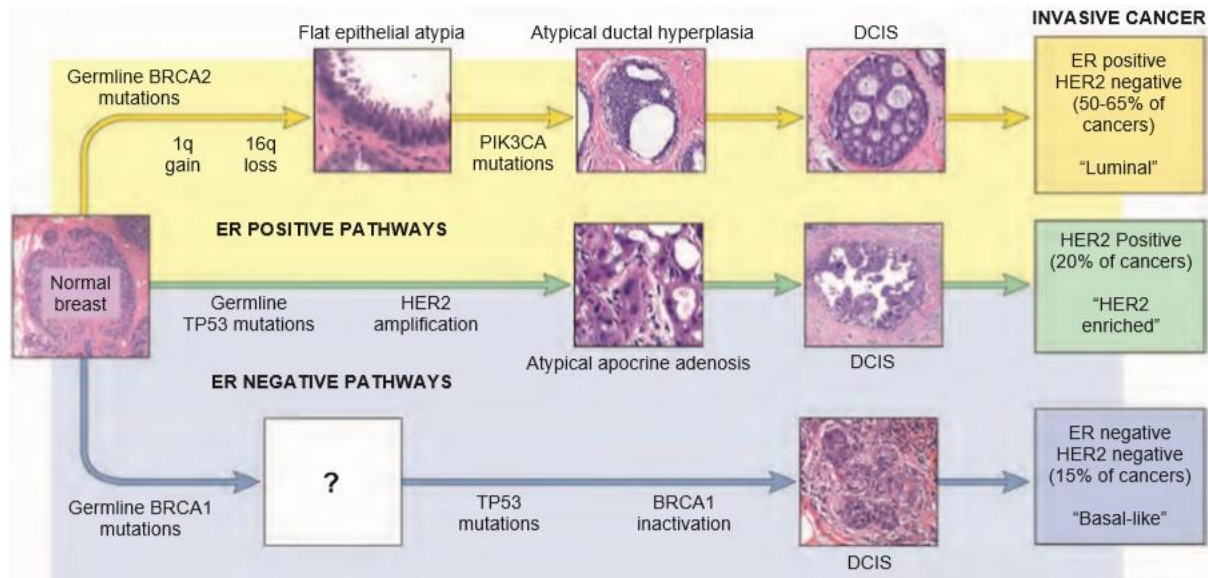 INVASIVE CANCER
Flat epithelial atypia
Atypical ductal hyperplasia
DCIS
ER positive
HER2 negative
(50-65% of
cancers)
“Luminal”
Germline BRCA2
mutations
1q
gain
16q
loss
PIK3CA
mutations
ER POSITIVE PATHWAYS
Normal
breast
Germline
TP53 mutations
HER2
amplification
Atypical apocrine adenosis
DCIS
HER2 Positive
(20% of cancers)
“HER2
enriched”
ER NEGATIVE PATHWAYS
Germline BRCA1
mutations
?
TP53
mutations
BRCA1
inactivation
DCIS
ER negative
HER2 negative
(15% of cancers)
“Basal-like”